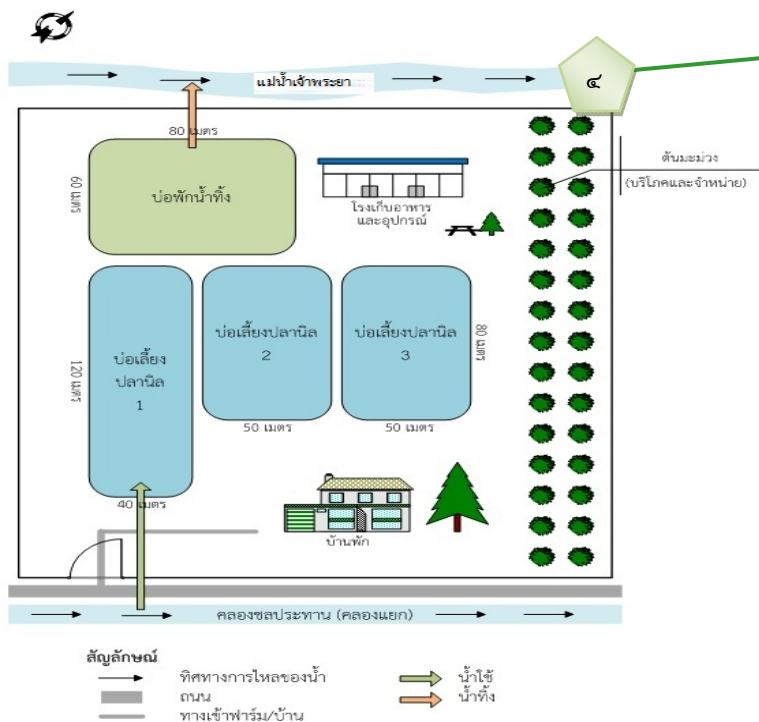 แม่น้ำเจ้าพระยา
๔
80 เมตร
60 เมตร
บ่อพักน้ำทิ้ง
โรงเก็บอาหาร
และอุปกรณ์
ต้นมะม่วง
(บริโภคและจำหน่าย)
บ่อเลี้ยง
ปลานิล
1
120 เมตร
40 เมตร
บ่อเลี้ยงปลานิล
2
50 เมตร
บ่อเลี้ยงปลานิล
3
80 เมตร
50 เมตร
บ้านพัก
คลองชลประทาน (คลองแยก)
สัญลักษณ์
ทิศทางการไหลของน้ำ
ถนน
ทางเข้าฟาร์ม/บ้าน
น้ำใช้
น้ำทิ้ง